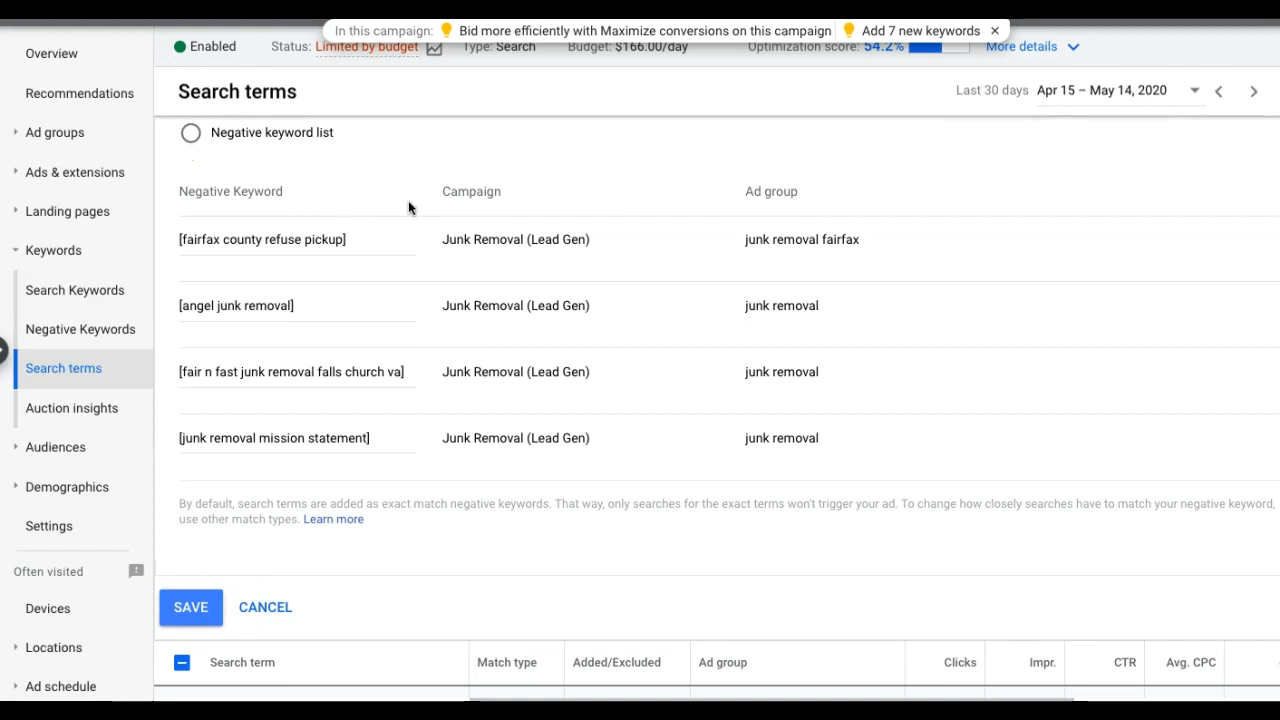 In this campaign: Bid more efficiently with Maximize conversions on this campaign Add 7 new keywords ×
Enabled Status: Limited by budget Type: Search Budget: $166.00/day Optimization score: 54.2% More details
Overview
Recommendations
Ad groups
Ads & extensions
Landing pages
Keywords
Search Keywords
Negative Keywords
Search terms
Auction insights
Audiences
Demographics
Settings
Often visited
Devices
Locations
Ad schedule
Search terms Last 30 days Apr 15 – May 14, 2020
Negative keyword list
Negative Keyword Campaign Ad group
[fairfax county refuse pickup] Junk Removal (Lead Gen) junk removal fairfax
[angel junk removal] Junk Removal (Lead Gen) junk removal
[fair n fast junk removal falls church va] Junk Removal (Lead Gen) junk removal
[junk removal mission statement] Junk Removal (Lead Gen) junk removal
By default, search terms are added as exact match negative keywords. That way, only searches for the exact terms won't trigger your ad. To change how closely searches have to match your negative keyword,
use other match types. Learn more
SAVE CANCEL
Search term Match type Added/Excluded Ad group Clicks Impr. CTR Avg. CPC